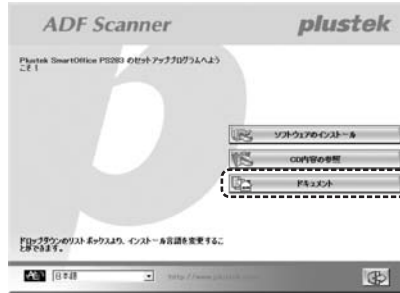 ADF Scanner
plustek
Plustek SmartOffice PS283 のセットアッププログラムへよう
こそ！
ソフトウェアのインストール
CD内容の参照
ドキュメント
ドロップダウンのリスト ボックスより、インストール言語を変更するこ
とができます。
日本語